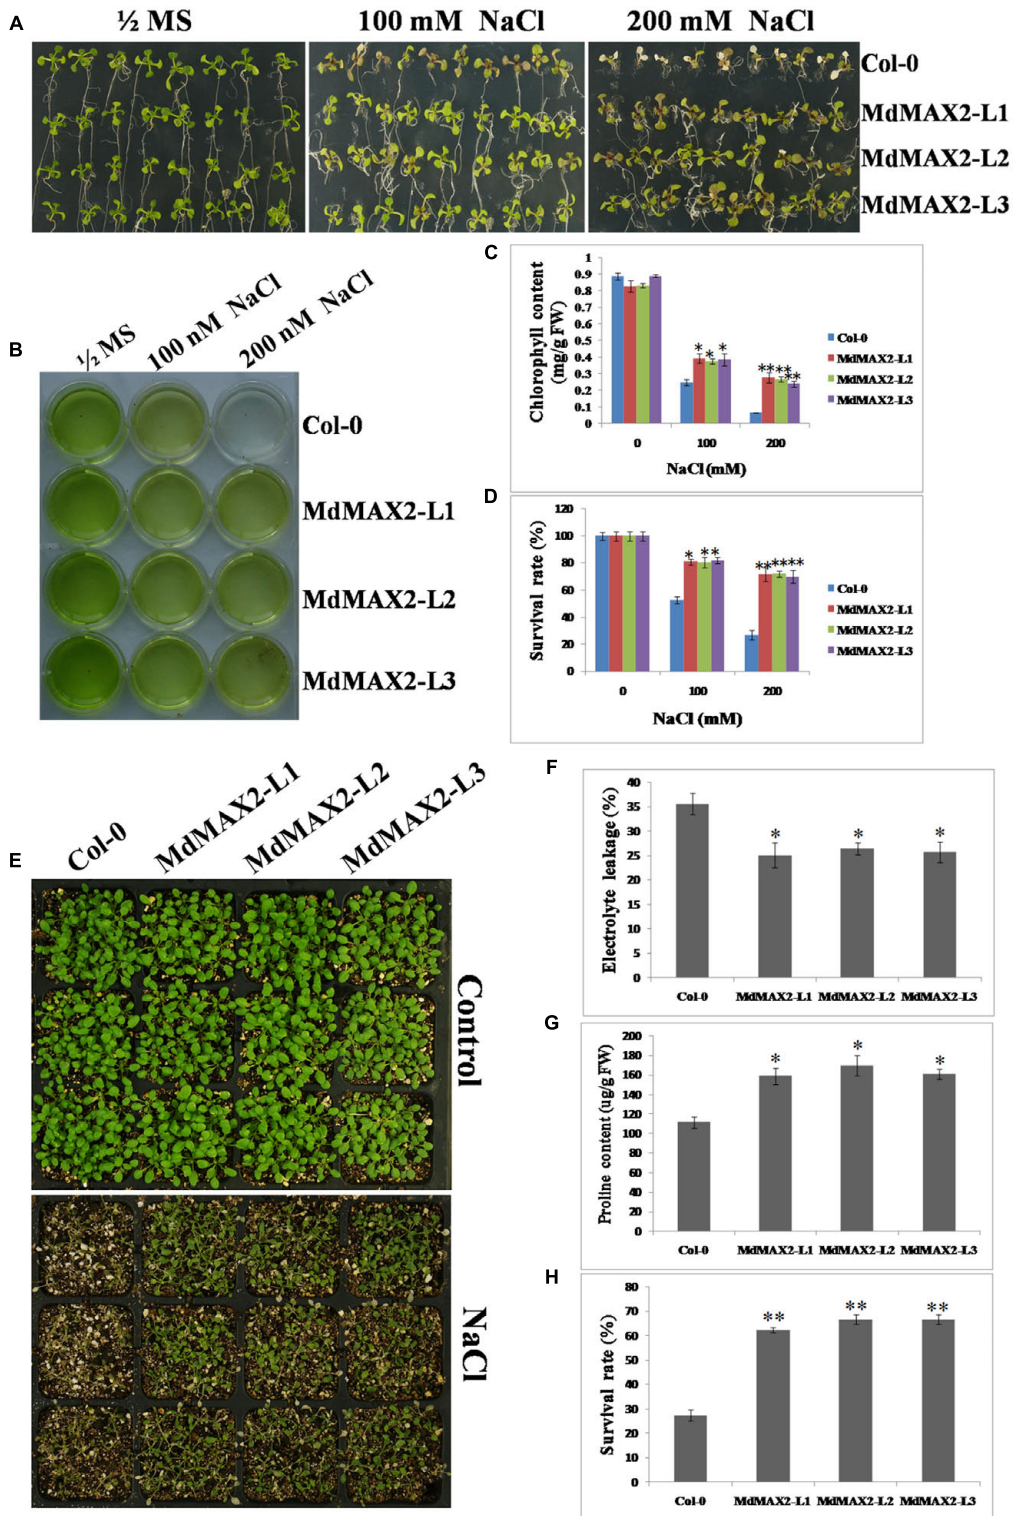 A
½ MS
100 mM NaCl
200 mM NaCl
Col-0
MdMAX2-L1
MdMAX2-L2
MdMAX2-L3
B
½ MS
100 nM NaCl
200 nM NaCl
Col-0
MdMAX2-L1
MdMAX2-L2
MdMAX2-L3
C
Chlorophyll content
(mg/g FW)
1
0.9
0.8
0.7
0.6
0.5
0.4
0.3
0.2
0.1
0
* * *
** ** **
0 100 200
NaCl (mM)
Col-0
MdMAX2-L1
MdMAX2-L2
MdMAX2-L3
D
Survival rate (%)
120
100
80
60
40
20
0
* **
** ** **
0 100 200
NaCl (mM)
Col-0
MdMAX2-L1
MdMAX2-L2
MdMAX2-L3
E
Col-0
MdMAX2-L1
MdMAX2-L2
MdMAX2-L3
Control
NaCl
F
Electrolyte leakage (%)
40
35
30
25
20
15
10
5
0
* * *
Col-0 MdMAX2-L1 MdMAX2-L2 MdMAX2-L3
G
Proline content (ug/g FW)
200
180
160
140
120
100
80
60
40
20
0
* * *
Col-0 MdMAX2-L1 MdMAX2-L2 MdMAX2-L3
H
Survival rate (%)
80
70
60
50
40
30
20
10
0
** ** **
Col-0 MdMAX2-L1 MdMAX2-L2 MdMAX2-L3